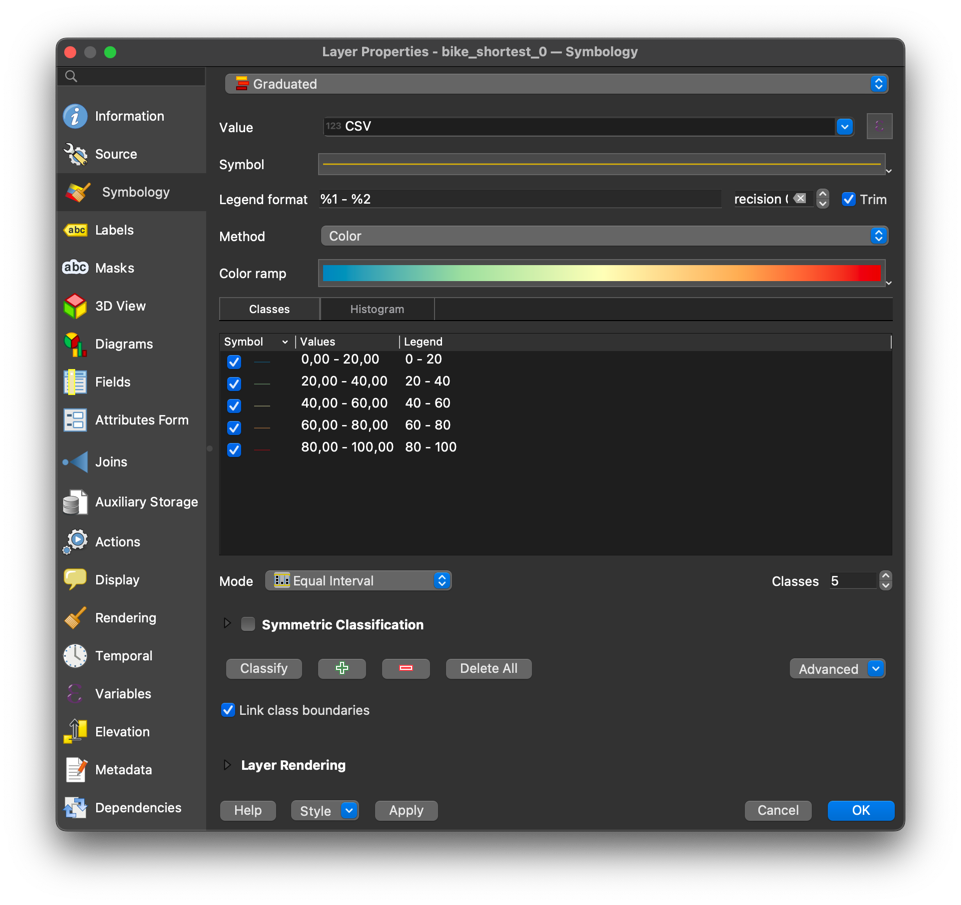 Layer Properties - bike_shortest_0 — Symbology
Information
Source
Symbology
abc Labels
abc Masks
3D View
Diagrams
Fields
Attributes Form
Joins
Auxiliary Storage
Actions
Display
Rendering
Temporal
Variables
Elevation
Metadata
Dependencies
Graduated
Value 123 CSV
Symbol
Legend format %1 - %2 recision ( Trim
Method Color
Color ramp
Classes Histogram
Symbol Values Legend
0,00 - 20,00 0 - 20
20,00 - 40,00 20 - 40
40,00 - 60,00 40 - 60
60,00 - 80,00 60 - 80
80,00 - 100,00 80 - 100
Mode Equal Interval Classes 5
Symmetric Classification
Classify Delete All Advanced
Link class boundaries
Layer Rendering
Help Style Apply Cancel OK